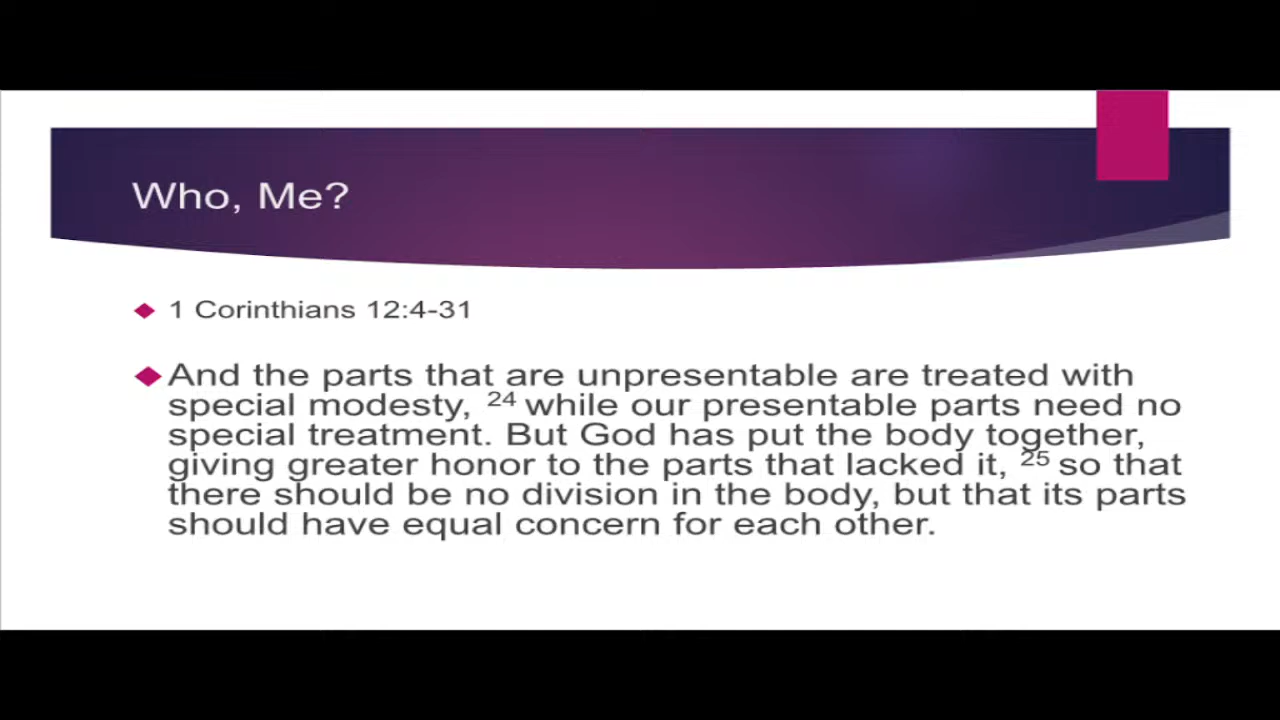 Who, Me?
1 Corinthians 12:4-31
And the parts that are unpresentable are treated with
special modesty, 24 while our presentable parts need no
special treatment. But God has put the body together,
giving greater honor to the parts that lacked it, 25 so that
there should be no division in the body, but that its parts
should have equal concern for each other.